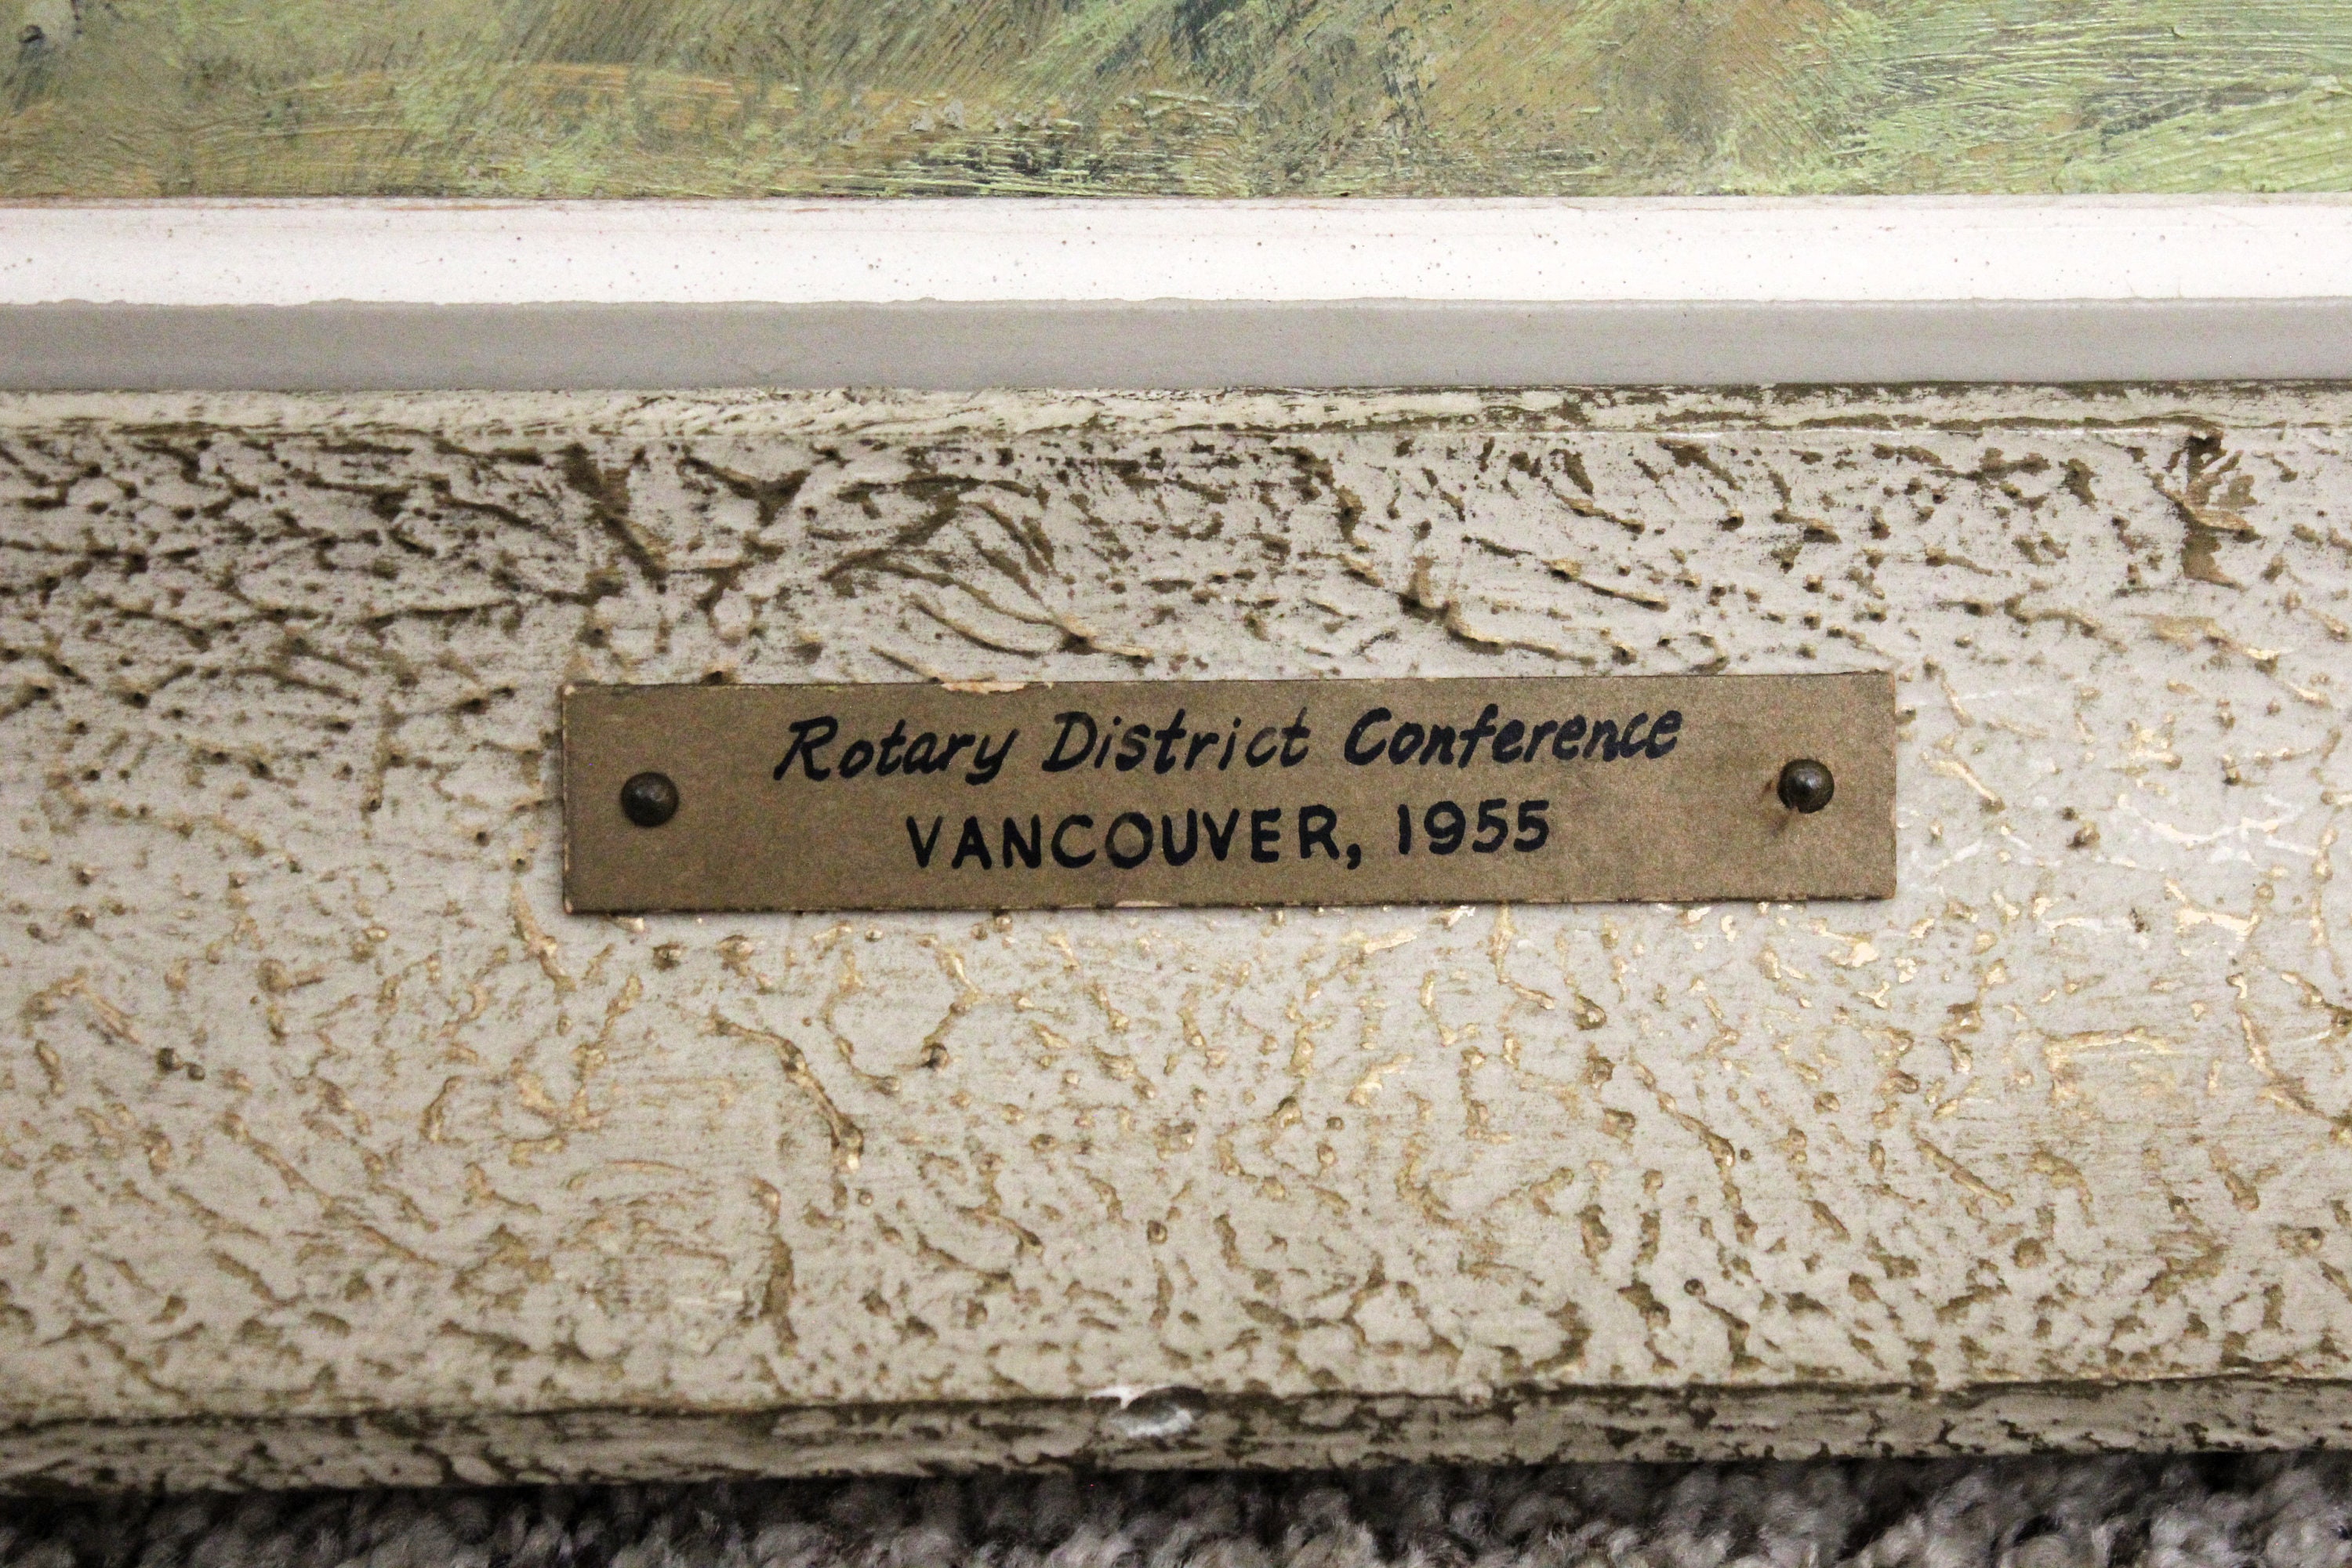 Rotary District Conference
VANCOUVER, 1955